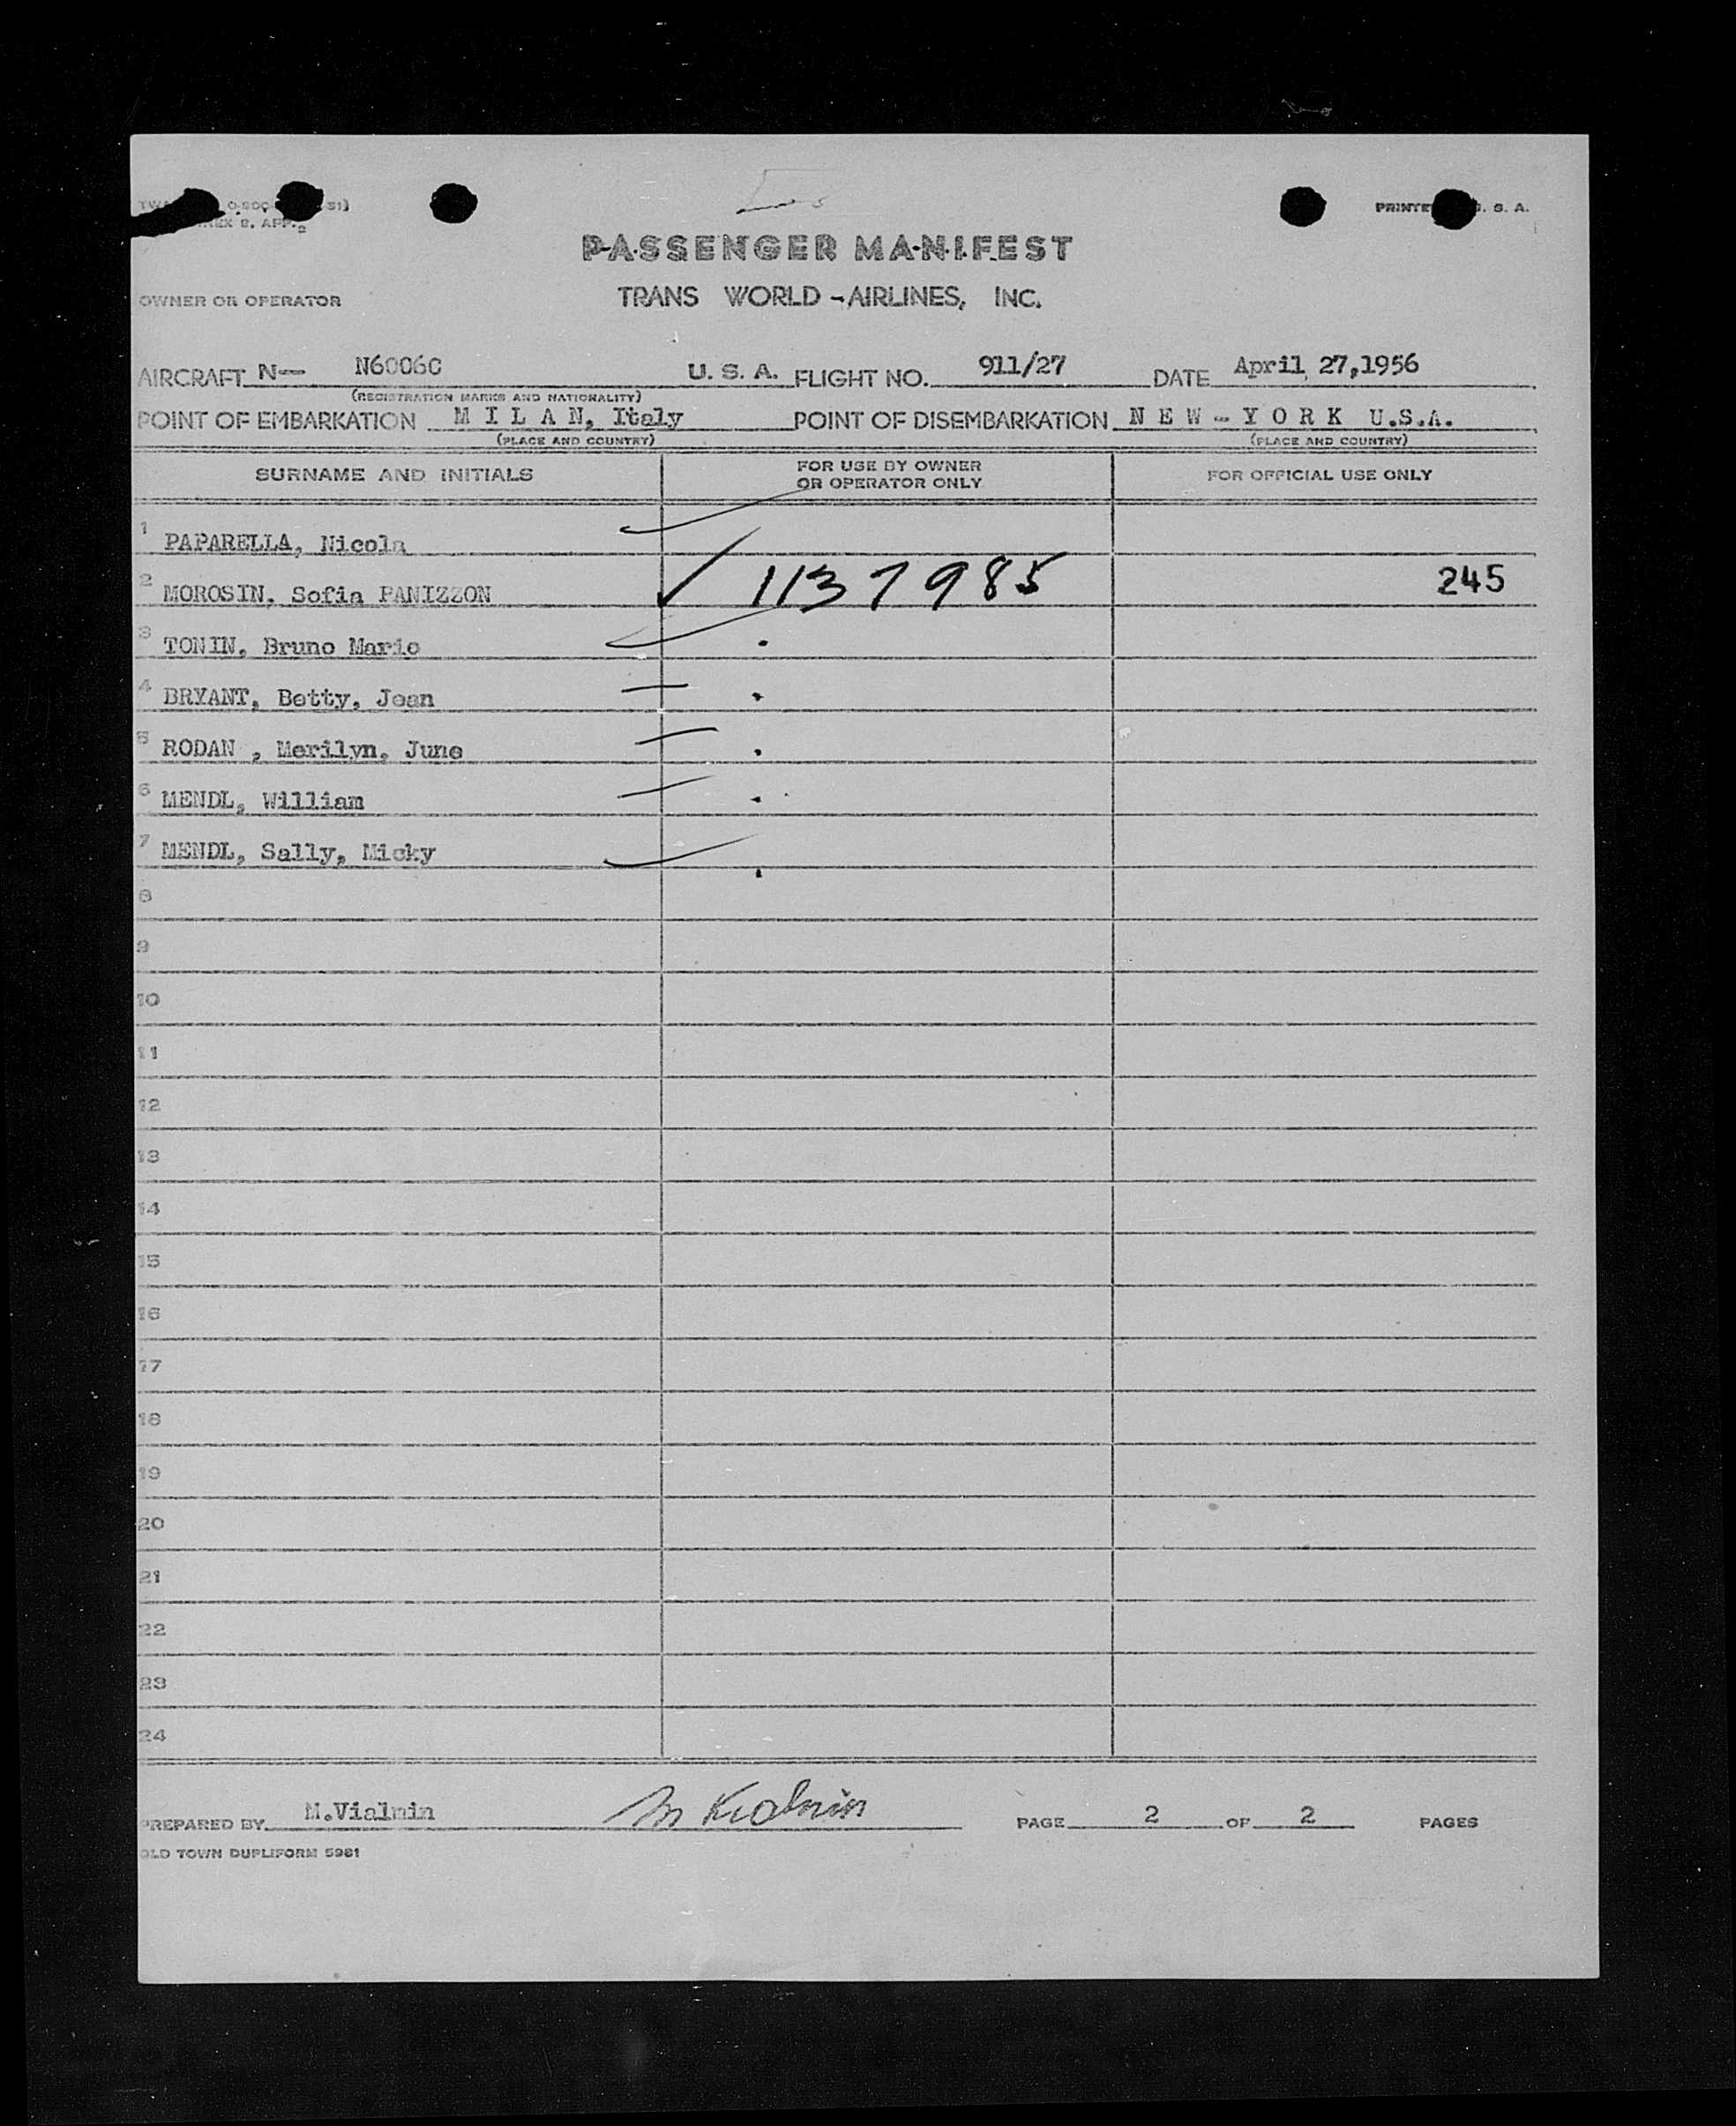 PRINTED U. S. A.
PASSENGER MANIFEST
OWNER OR OPERATOR TRANS WORLD AIRLINES, INC.
AIRCRAFT N— N6006C U. S. A. FLIGHT NO. 911/27 DATE April 27,1956
(REGISTRATION MARKS AND NATIONALITY)
POINT OF EMBARKATION M I L A N, Italy POINT OF DISEMBARKATION N E W - Y O R K U.S.A.
(PLACE AND COUNTRY) (PLACE AND COUNTRY)
SURNAME AND INITIALS FOR USE BY OWNER OR OPERATOR ONLY FOR OFFICIAL USE ONLY
1 PAPARELLA, Nicola
2 MOROSIN, Sofia PANIZZON 1137985 245
3 TONIN, Bruno Mario
4 BRYANT, Betty, Jean
5 RODAN , Merilyn, June
6 MENDL, William
7 MENDL, Sally, Micky
8
9
10
11
12
13
14
15
16
17
18
19
20
21
22
23
24
PREPARED BY M.Vialmin PAGE 2 OF 2 PAGES
OLD TOWN DUPLIFORM 5981